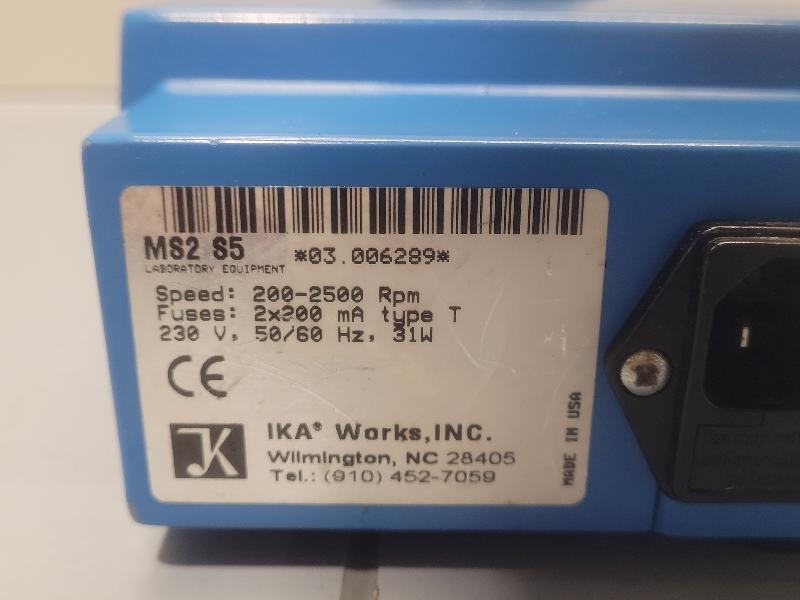 MS2 S5 *03.006289*
LABORATORY EQUIPMENT
Speed: 200-2500 Rpm
Fuses: 2x200 mA type T
230 V, 50/60 Hz, 31W
CE
IKA® Works,INC.
Wilmington, NC 28405
Tel.: (910) 452-7059
MADE IN USA